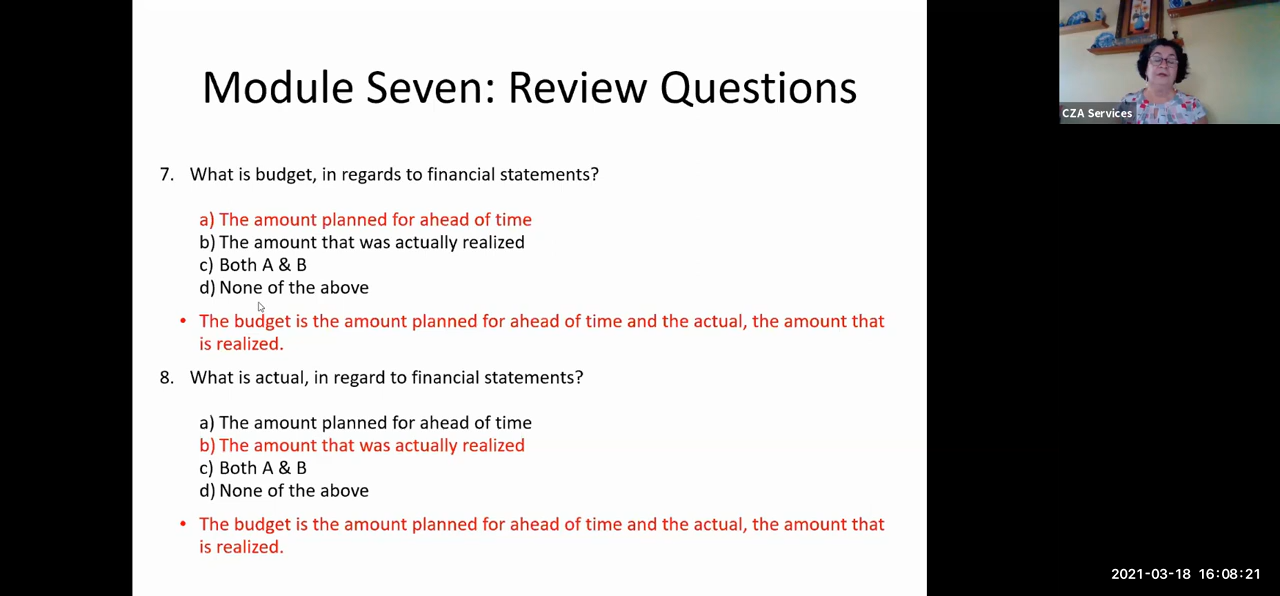 Module Seven: Review Questions
CZA Services
7. What is budget, in regards to financial statements?
a) The amount planned for ahead of time
b) The amount that was actually realized
c) Both A & B
d) None of the above
• The budget is the amount planned for ahead of time and the actual, the amount that
is realized.
8. What is actual, in regard to financial statements?
a) The amount planned for ahead of time
b) The amount that was actually realized
c) Both A & B
d) None of the above
• The budget is the amount planned for ahead of time and the actual, the amount that
is realized.
2021-03-18 16:08:21